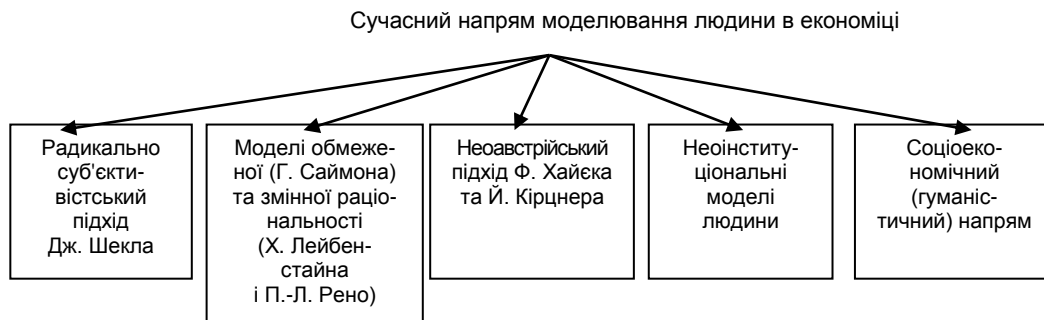 Сучасний напрям моделювання людини в економіці
Радикально
суб'єкти-
вістський
підхід
Дж. Шекла
Моделі обмеже-
ної (Г. Саймона)
та змінної раціо-
нальності
(Х. Лейбен-
стайна
і П.-Л. Рено)
Неоавстрійський
підхід Ф. Хайєка
та Й. Кірцнера
Неоінститу-
ціональні
моделі
людини
Соціоеко-
номічний
(гуманіс-
тичний) напрям